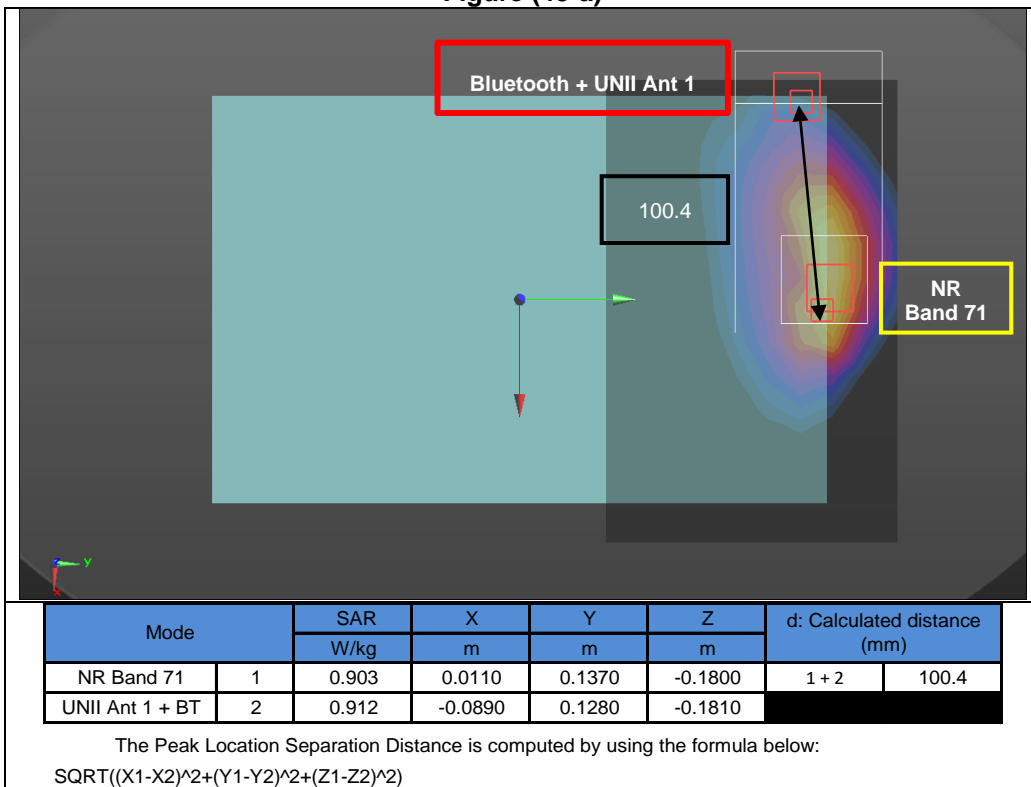 Bluetooth + UNII Ant 1
100.4
NR
Band 71
y
x
Mode SAR X Y Z d: Calculated distance
W/kg m m m (mm)
NR Band 71 1 0.903 0.0110 0.1370 -0.1800 1 + 2 100.4
UNII Ant 1 + BT 2 0.912 -0.0890 0.1280 -0.1810
The Peak Location Separation Distance is computed by using the formula below:
SQRT((X1-X2)^2+(Y1-Y2)^2+(Z1-Z2)^2)